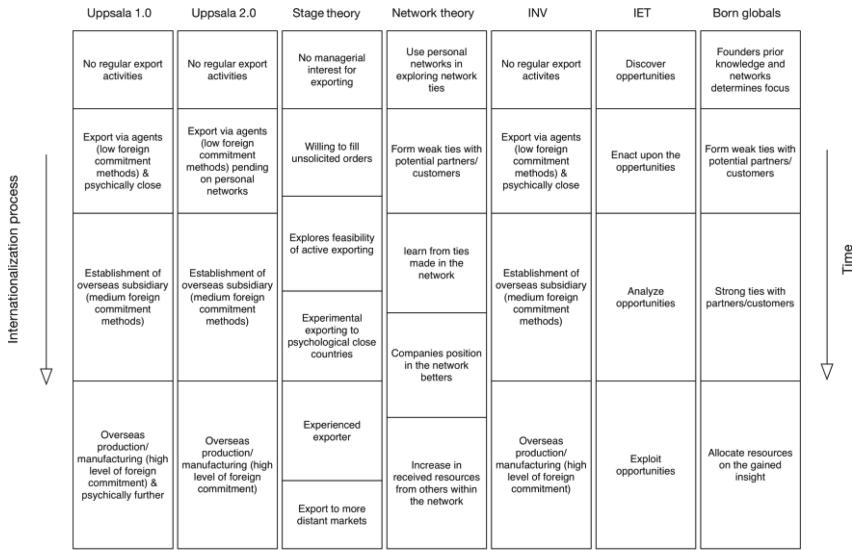 Uppsala 1.0
Uppsala 2.0
Stage theory
Network theory
INV
IET
Born globals
Internationalization process
No regular export
activities
Export via agents
(low foreign
commitment
methods) &
psychically close
Establishment of
overseas subsidiary
(medium foreign
commitment
methods)
Overseas
production/
manufacturing (high
level of foreign
commitment) &
psychically further
No regular export
activities
Export via agents
(low foreign
commitment
methods) pending
on personal
networks
Establishment of
overseas subsidiary
(medium foreign
commitment
methods)
Overseas
production/
manufacturing (high
level of foreign
commitment)
No managerial
interest for
exporting
Willing to fill
unsolicited orders
Explores feasibility
of active exporting
Experimental
exporting to
psychological close
countries
Experienced
exporter
Export to more
distant markets
Use personal
networks in
exploring network
ties
Form weak ties with
potential partners/
customers
learn from ties
made in the
network
Companies position
in the network
betters
Increase in
received resources
from others within
the network
No regular export
activites
Export via agents
(low foreign
commitment
methods) &
psychically close
Establishment of
overseas subsidiary
(medium foreign
commitment
methods)
Overseas
production/
manufacturing (high
level of foreign
commitment)
Discover
oppertunities
Enact upon the
opportunities
Analyze
opportunities
Exploit
opportunities
Founders prior
knowledge and
networks
determines focus
Form weak ties with
potential partners/
customers
Strong ties with
partners/customers
Allocate resources
on the gained
insight
Time